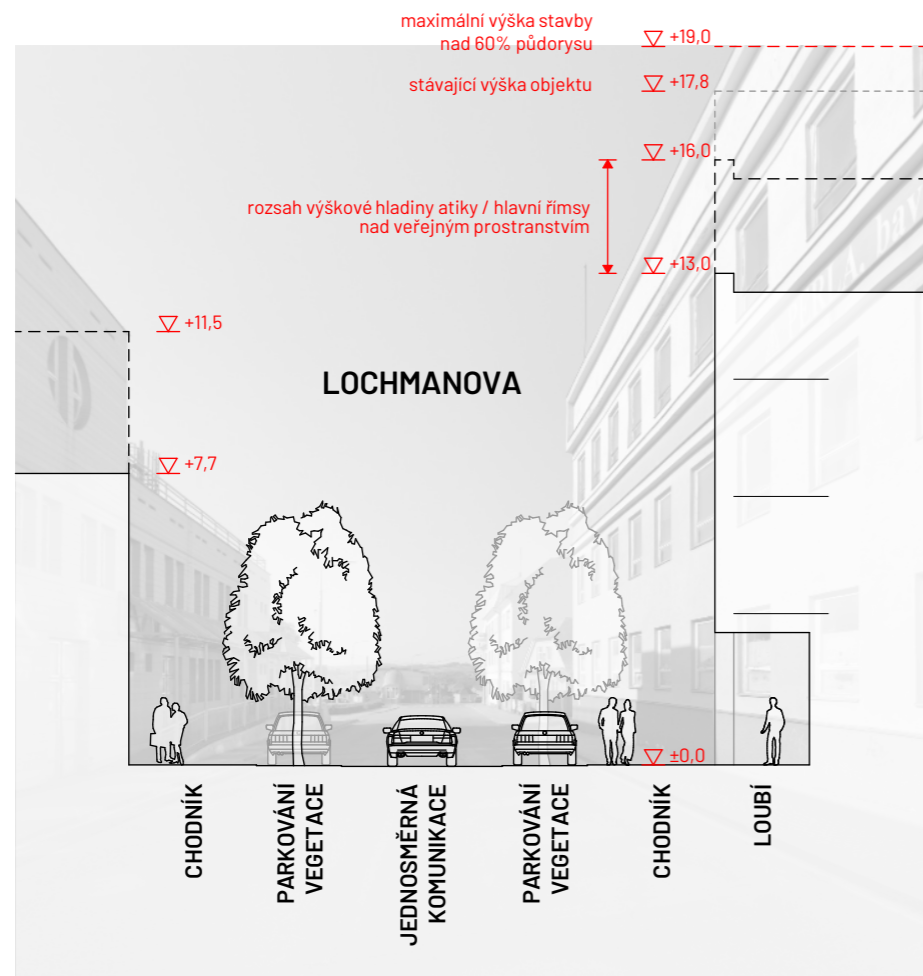 maximální výška stavby
nad 60% půdorysu
+19,0
stávající výška objektu
+17,8
+16,0
rozsah výškové hladiny atiky / hlavní římsy
nad veřejným prostranstvím
+13,0
+11,5
LOCHMANOVA
+7,7
±0,0
CHODNÍK
PARKOVÁNÍ
VEGETACE
JEDNOSMĚRNÁ
KOMUNIKACE
PARKOVÁNÍ
VEGETACE
CHODNÍK
LOUBÍ